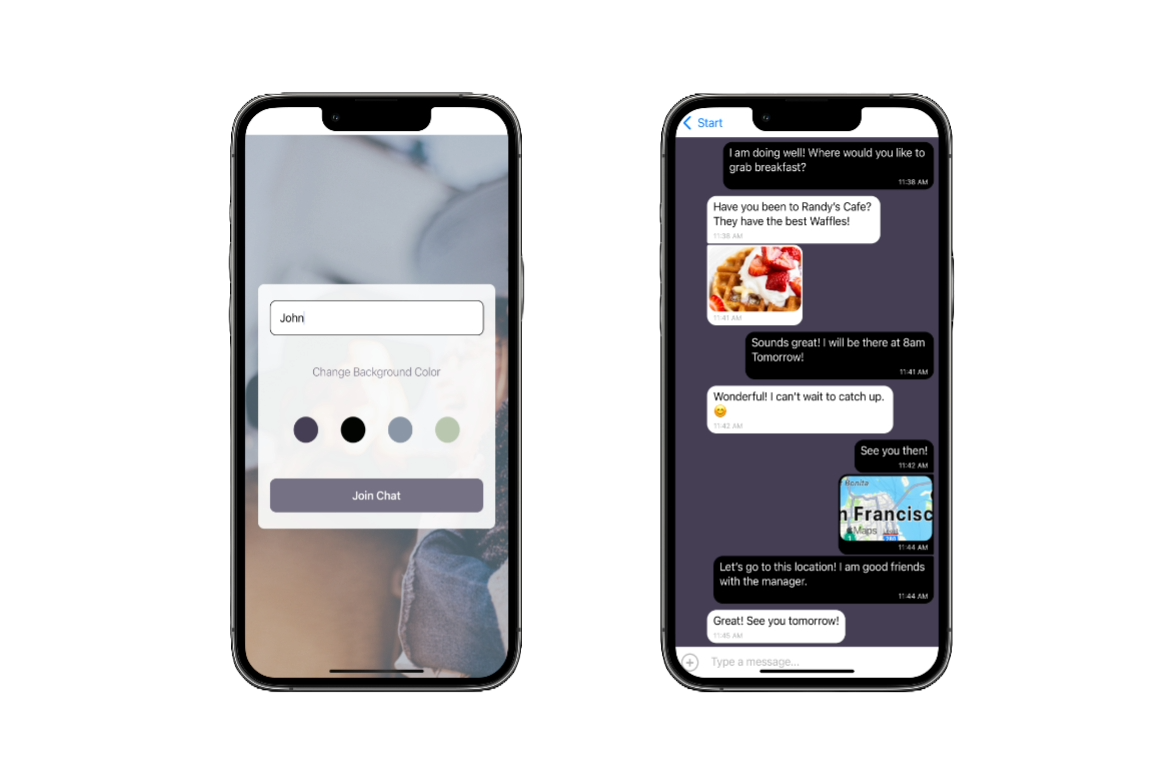 John
Change Background Color
Join Chat
Start
I am doing well! Where would you like to
grab breakfast?
11:38 AM
Have you been to Randy's Cafe?
They have the best Waffles!
11:38 AM
11:41 AM
Sounds great! I will be there at 8am
Tomorrow!
11:41 AM
Wonderful! I can't wait to catch up.
😊
11:42 AM
See you then!
11:42 AM
Bonita
n Francisc
Maps
11:44 AM
Let's go to this location! I am good friends
with the manager.
11:44 AM
Great! See you tomorrow!
11:45 AM
Type a message...